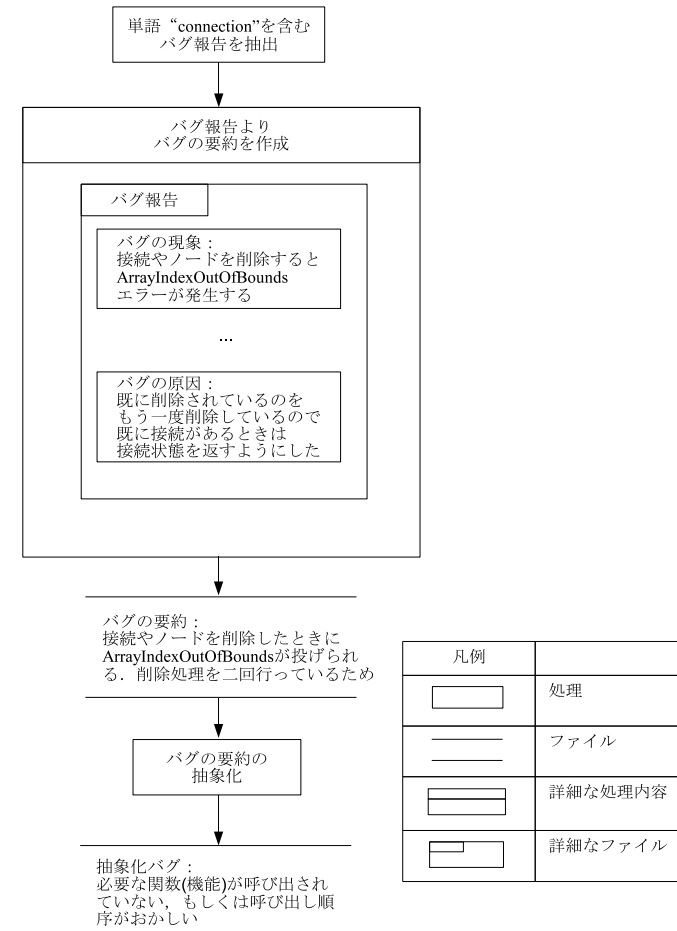 単語“connection”を含む
バグ報告を抽出
バグ報告より
バグの要約を作成
バグ報告
バグの現象：
接続やノードを削除すると
ArrayIndexOutOfBounds
エラーが発生する
...
バグの原因：
既に削除されているのを
もう一度削除しているので
既に接続があるときは
接続状態を返すようにした
バグの要約：
接続やノードを削除したときに
ArrayIndexOutOfBoundsが投げられ
る．削除処理を二回行っているため
バグの要約の
抽象化
抽象化バグ：
必要な関数(機能)が呼び出され
ていない，もしくは呼び出し順
序がおかしい
凡例
処理
ファイル
詳細な処理内容
詳細なファイル